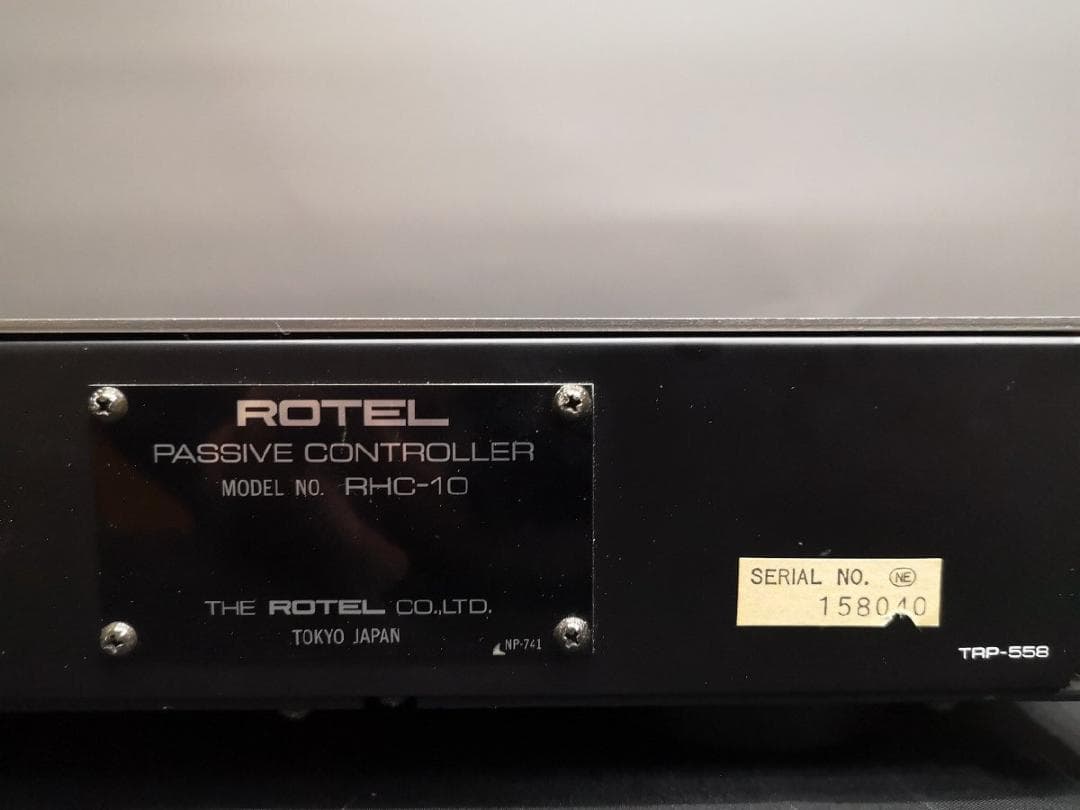 ROTEL
PASSIVE CONTROLLER
MODEL NO. RHC-10
THE ROTEL CO.,LTD.
TOKYO JAPAN
NP-741
SERIAL NO. NE
158040
TRP-558